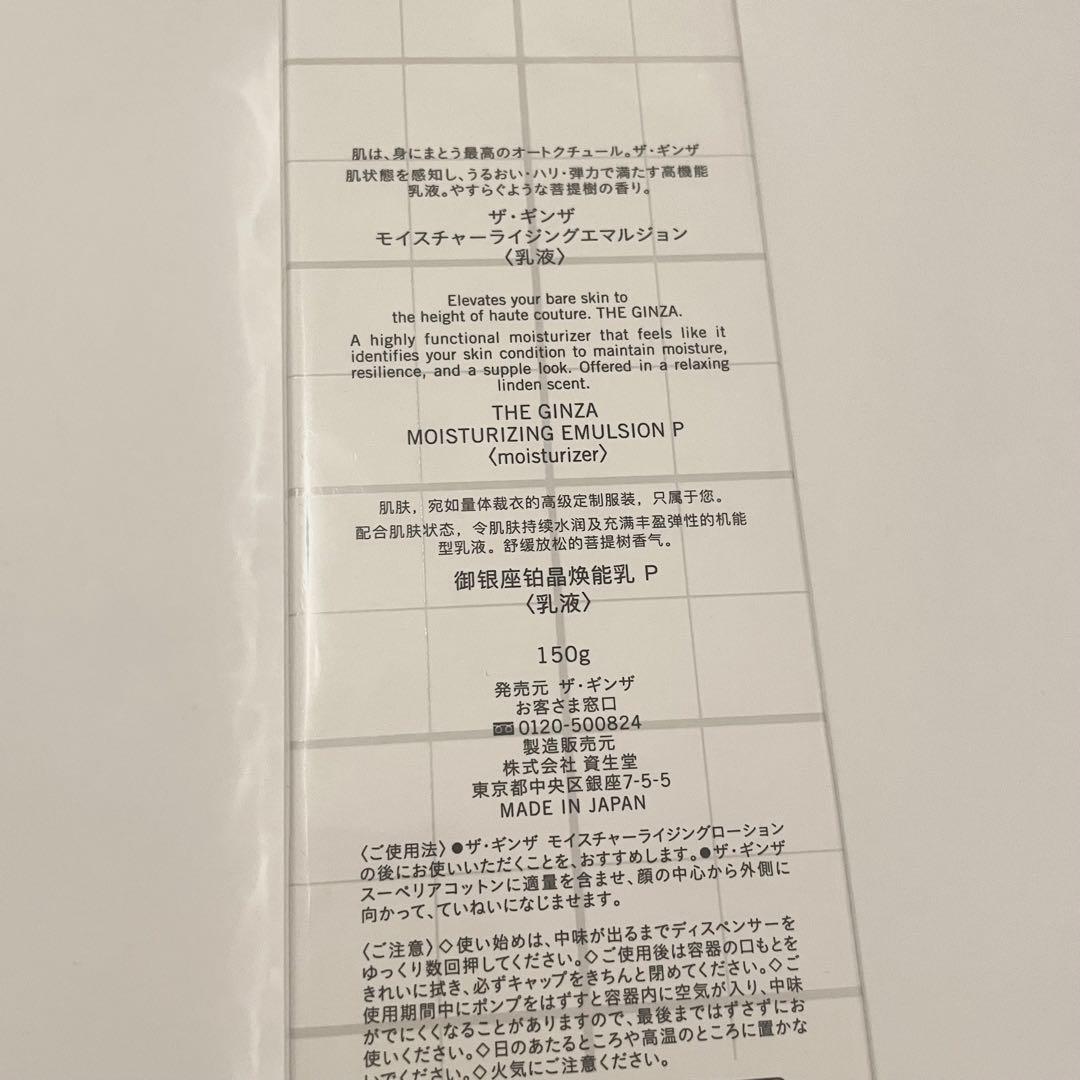 肌は、身にまとう最高のオートクチュール。ザ・ギンザ
肌状態を感知し、うるおい・ハリ・弾力で満たす高機能
乳液。やすらぐような菩提樹の香り。
ザ・ギンザ
モイスチャーライジングエマルジョン
〈乳液〉
Elevates your bare skin to
the height of haute couture. THE GINZA.
A highly functional moisturizer that feels like it
identifies your skin condition to maintain moisture,
resilience, and a supple look. Offered in a relaxing
linden scent.
THE GINZA
MOISTURIZING EMULSION P
〈moisturizer〉
肌肤，宛如量体裁衣的高级定制服装，只属于您。
配合肌肤状态，令肌肤持续水润及充满丰盈弹性的机能
型乳液。舒缓放松的菩提树香气。
御银座铂晶焕能乳 P
〈乳液〉
150g
発売元 ザ・ギンザ
お客さま窓口
0120-500824
製造販売元
株式会社 資生堂
東京都中央区銀座7-5-5
MADE IN JAPAN
〈ご使用法〉●ザ・ギンザ モイスチャーライジングローション
の後にお使いいただくことを、おすすめします。●ザ・ギンザ
スーペリアコットンに適量を含ませ、顔の中心から外側に
向かって、ていねいになじませます。
〈ご注意〉◇使い始めは、中味が出るまでディスペンサーを
ゆっくり数回押してください。◇ご使用後は容器の口もとを
きれいに拭き、必ずキャップをきちんと閉めてください。◇ご
使用期間中にポンプをはずすと容器内に空気が入り、中味
がでにくくなることがありますので、最後まではずさずにお
使いください。◇日のあたるところや高温のところに置かな
いでください。◇火気にご注意ください。